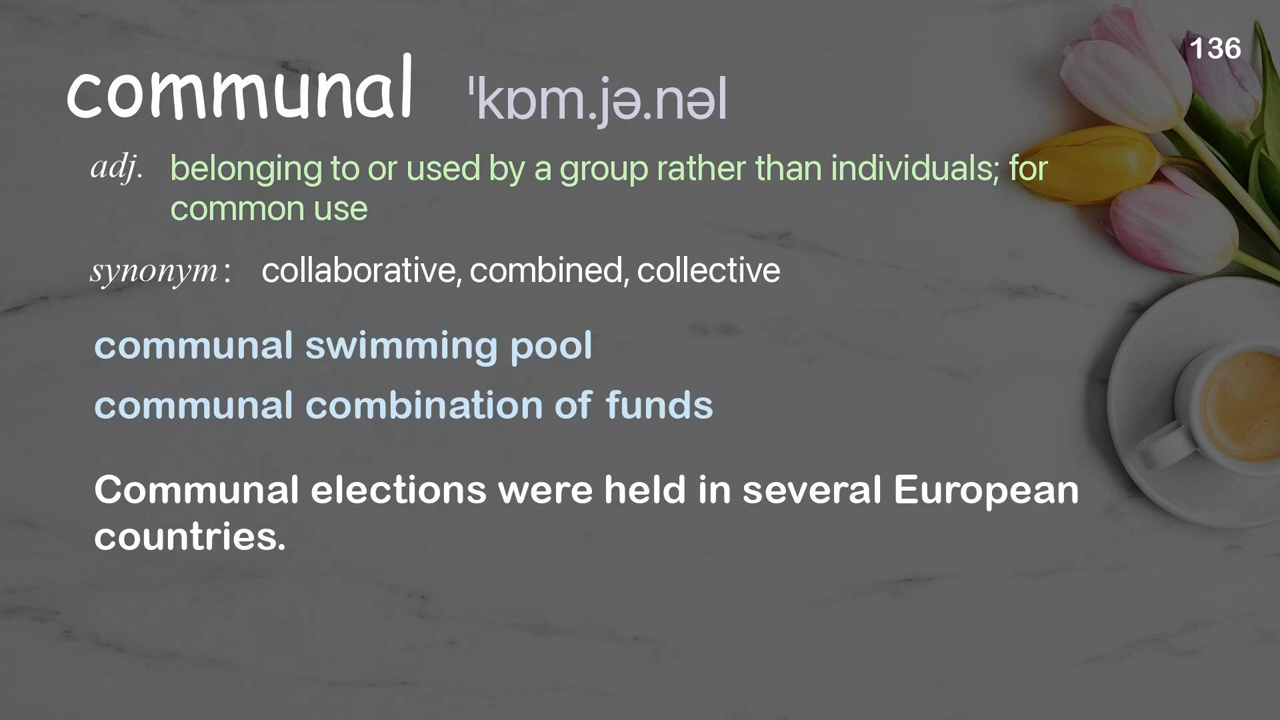 136
communal ˈkɒm.jə.nəl
adj. belonging to or used by a group rather than individuals; for
common use
synonym: collaborative, combined, collective
communal swimming pool
communal combination of funds
Communal elections were held in several European
countries.